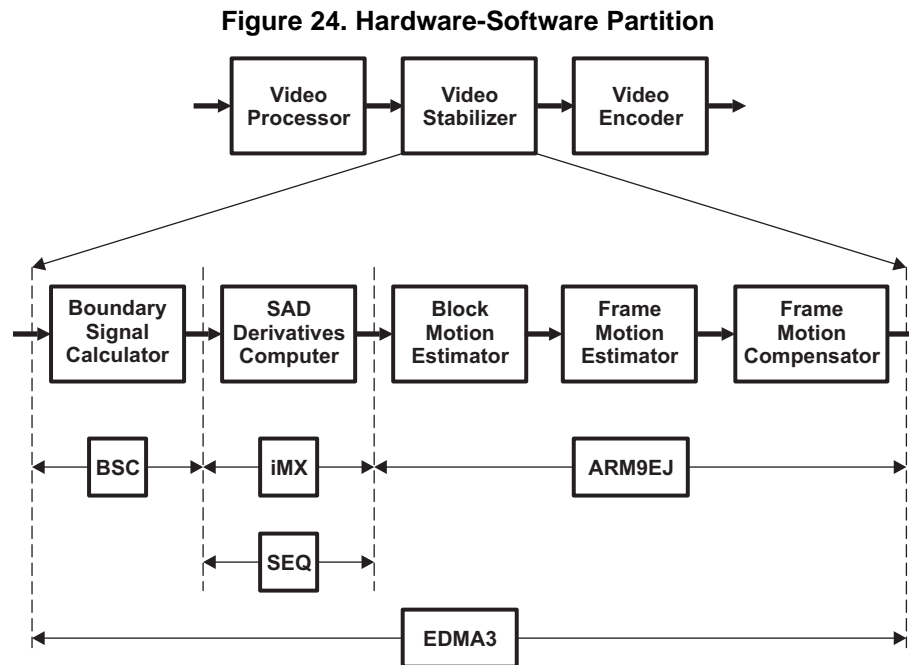 Figure 24. Hardware-Software Partition
Video
Processor
Video
Stabilizer
Video
Encoder
Boundary
Signal
Calculator
SAD
Derivatives
Computer
Block
Motion
Estimator
Frame
Motion
Estimator
Frame
Motion
Compensator
BSC
iMX
ARM9EJ
SEQ
EDMA3